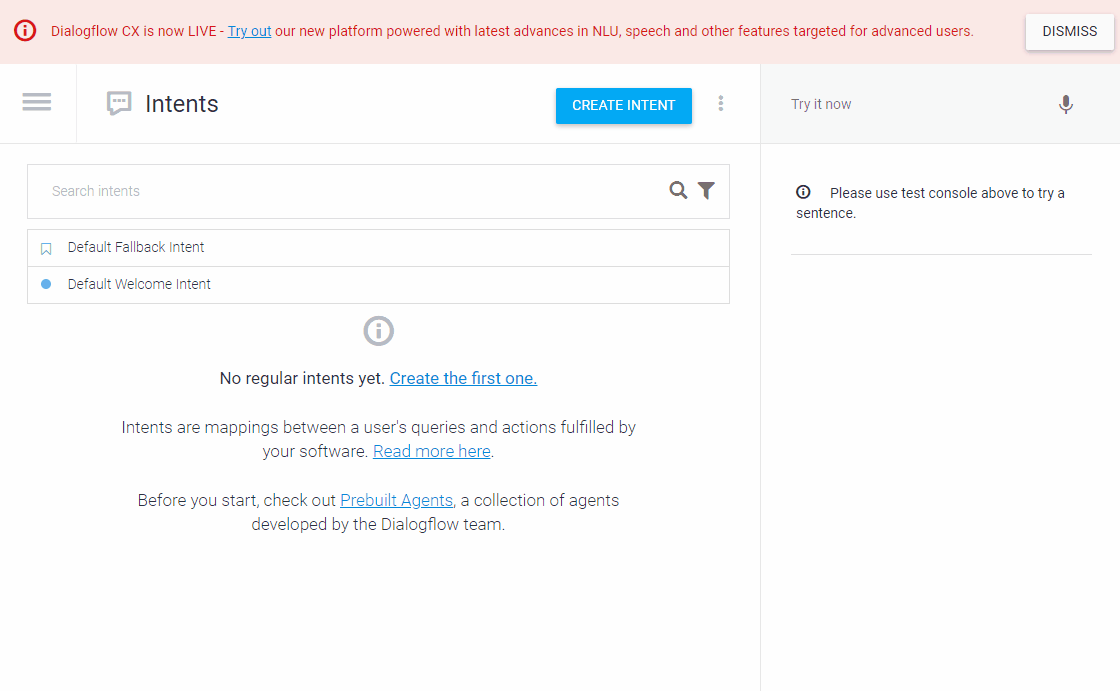 Dialogflow CX is now LIVE - Try out our new platform powered with latest advances in NLU, speech and other features targeted for advanced users.
DISMISS
Intents
CREATE INTENT
Try it now
Search intents
Please use test console above to try a
sentence.
Default Fallback Intent
Default Welcome Intent
No regular intents yet. Create the first one.
Intents are mappings between a user's queries and actions fulfilled by
your software. Read more here.
Before you start, check out Prebuilt Agents, a collection of agents
developed by the Dialogflow team.